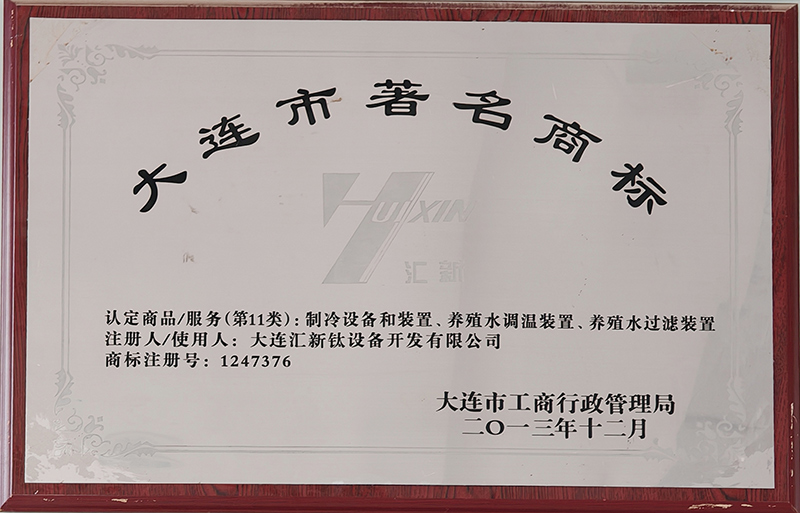 大连市著名商标
HUIXIN
汇新
认定商品/服务(第11类)：制冷设备和装置、养殖水调温装置、养殖水过滤装置
注册人/使用人：大连汇新钛设备开发有限公司
商标注册号：1247376
大连市工商行政管理局
二〇一三年十二月